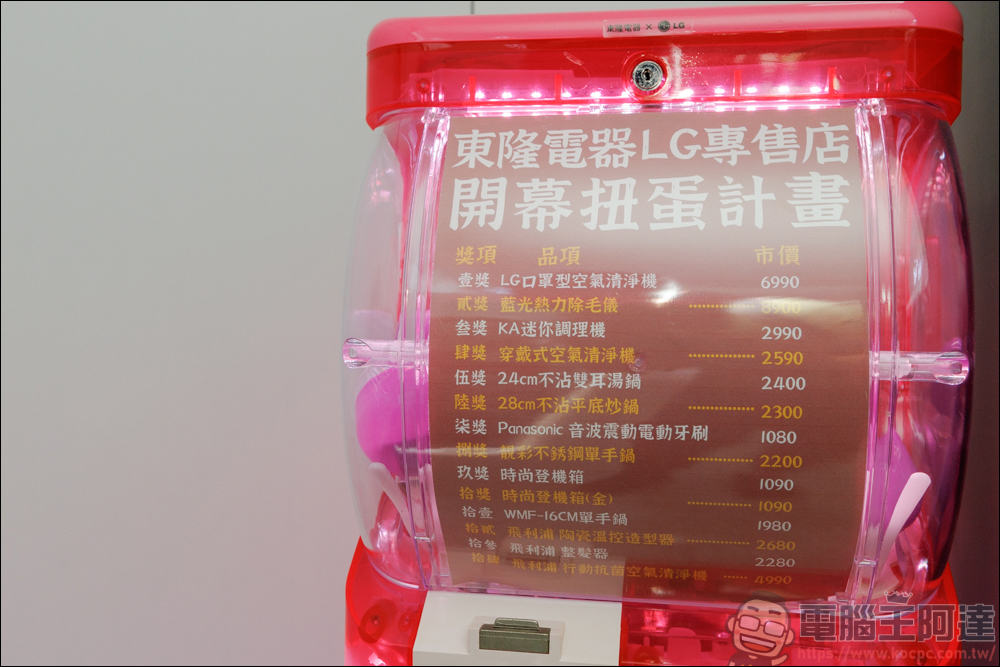 東隆電器 × LG
東隆電器LG專售店
開幕扭蛋計畫
獎項 品項 市價
壹獎 LG口罩型空氣清淨機 6990
貳獎 藍光熱力除毛儀 ················ 8900
叁獎 KA迷你調理機 2990
肆獎 穿戴式空氣清淨機 ················ 2590
伍獎 24cm不沾雙耳湯鍋 2400
陸獎 28cm不沾平底炒鍋 ················ 2300
柒獎 Panasonic 音波震動電動牙刷 1080
捌獎 靚彩不銹鋼單手鍋 ················ 2200
玖獎 時尚登機箱 1090
拾獎 時尚登機箱(金) ················ 1090
拾壹 WMF-16CM單手鍋 1980
拾貳 飛利浦 陶瓷溫控造型器 ················ 2680
拾參 飛利浦 整髮器 2280
拾肆 飛利浦 行動抗菌空氣清淨機 ······ 4990
電腦王阿達
https://www.kocpc.com.tw/